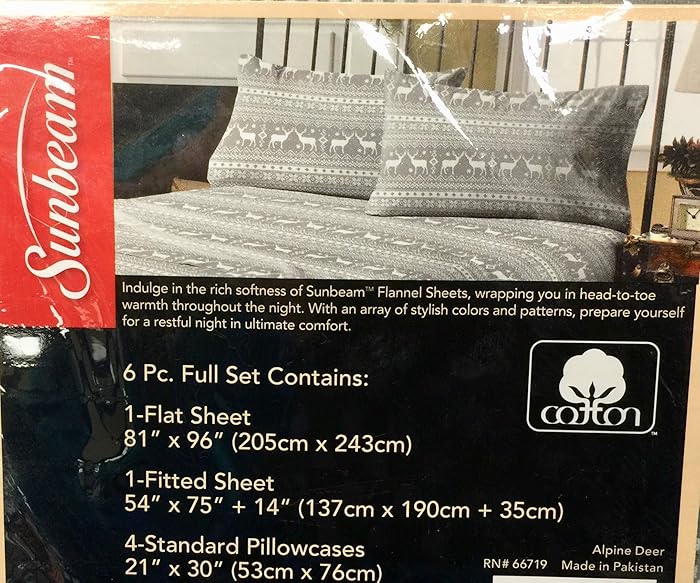 Sunbeam™
Indulge in the rich softness of Sunbeam™ Flannel Sheets, wrapping you in head-to-toe
warmth throughout the night. With an array of stylish colors and patterns, prepare yourself
for a restful night in ultimate comfort.
6 Pc. Full Set Contains:
1-Flat Sheet
81" x 96" (205cm x 243cm)
1-Fitted Sheet
54" x 75" + 14" (137cm x 190cm + 35cm)
4-Standard Pillowcases
21" x 30" (53cm x 76cm)
cotton™
Alpine Deer
RN# 66719 Made in Pakistan